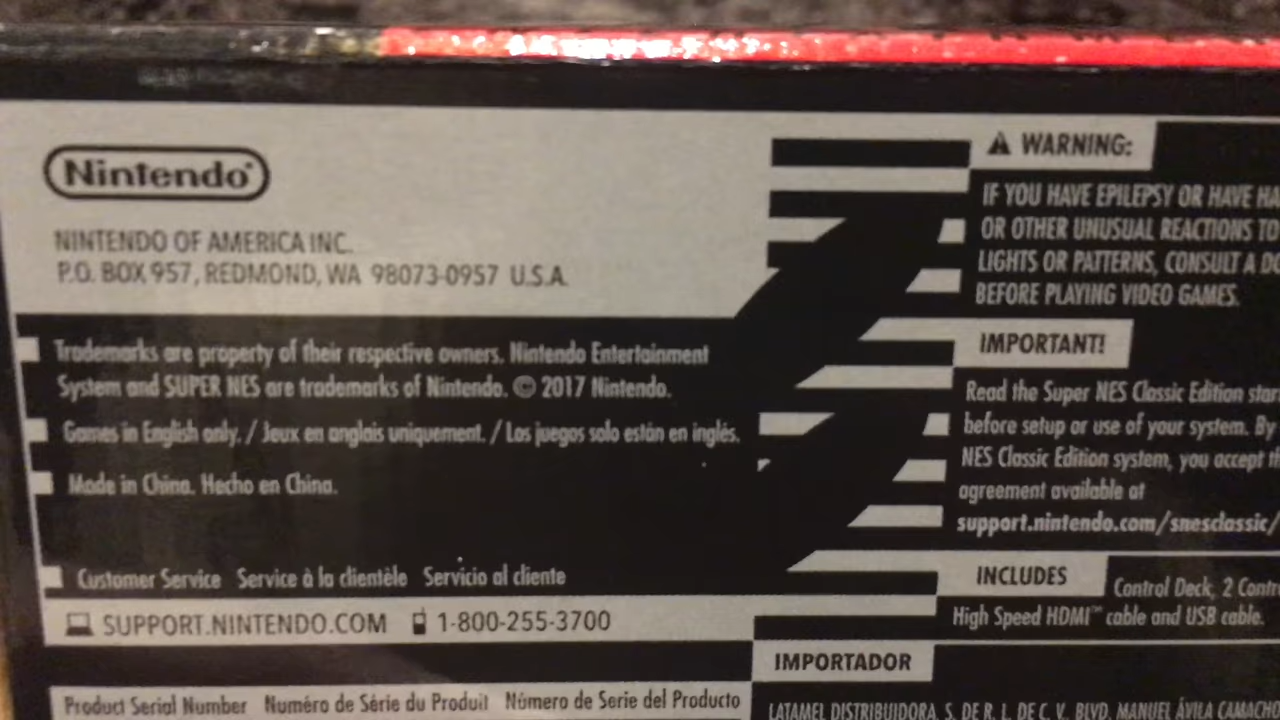 Nintendo®
NINTENDO OF AMERICA INC.
P.O. BOX 957, REDMOND, WA 98073-0957 U.S.A.
Trademarks are property of their respective owners. Nintendo Entertainment
System and SUPER NES are trademarks of Nintendo. © 2017 Nintendo.
Games in English only. / Jeux en anglais uniquement. / Los juegos solo están en inglés.
Made in China. Hecho en China.
Customer Service Service à la clientèle Servicio al cliente
SUPPORT.NINTENDO.COM 1-800-255-3700
Product Serial Number Numéro de Série du Produit Número de Serie del Producto
⚠ WARNING:
IF YOU HAVE EPILEPSY OR HAVE HA
OR OTHER UNUSUAL REACTIONS TO
LIGHTS OR PATTERNS, CONSULT A DO
BEFORE PLAYING VIDEO GAMES.
IMPORTANT!
Read the Super NES Classic Edition star
before setup or use of your system. By
NES Classic Edition system, you accept th
agreement available at
support.nintendo.com/snesclassic/
INCLUDES
Control Deck, 2 Contr
High Speed HDMI™ cable and USB cable.
IMPORTADOR
LATAMEL DISTRIBUIDORA, S. DE R. L. DE C. V. BLVD. MANUEL ÁVILA CAMACHO